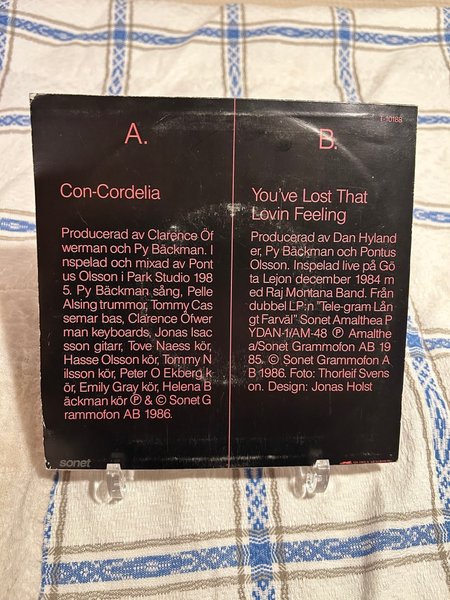 T-10188
A.
Con-Cordelia
Producerad av Clarence Öf
werman och Py Bäckman. I
nspelad och mixad av Pont
us Olsson i Park Studio 198
5. Py Bäckman sång, Pelle
Alsing trummor, Tommy Cas
semar bas, Clarence Öfwer
man keyboards, Jonas Isac
sson gitarr, Tove Naess kör,
Hasse Olsson kör, Tommy N
ilsson kör, Peter O Ekberg k
ör, Emily Gray kör, Helena B
äckman kör Ⓟ & © Sonet G
rammofon AB 1986.
B.
You've Lost That
Lovin Feeling
Producerad av Dan Hyland
er, Py Bäckman och Pontus
Olsson. Inspelad live på Gö
ta Lejon december 1984 m
ed Raj Montana Band. Från
dubbel LP:n "Tele-gram Lån
gt Farväl" Sonet Amalthea P
YDAN-1/AM-48 Ⓟ Amalthe
a/Sonet Grammofon AB 19
85. © Sonet Grammofon A
B 1986. Foto: Thorleif Svens
on. Design: Jonas Holst
sonet